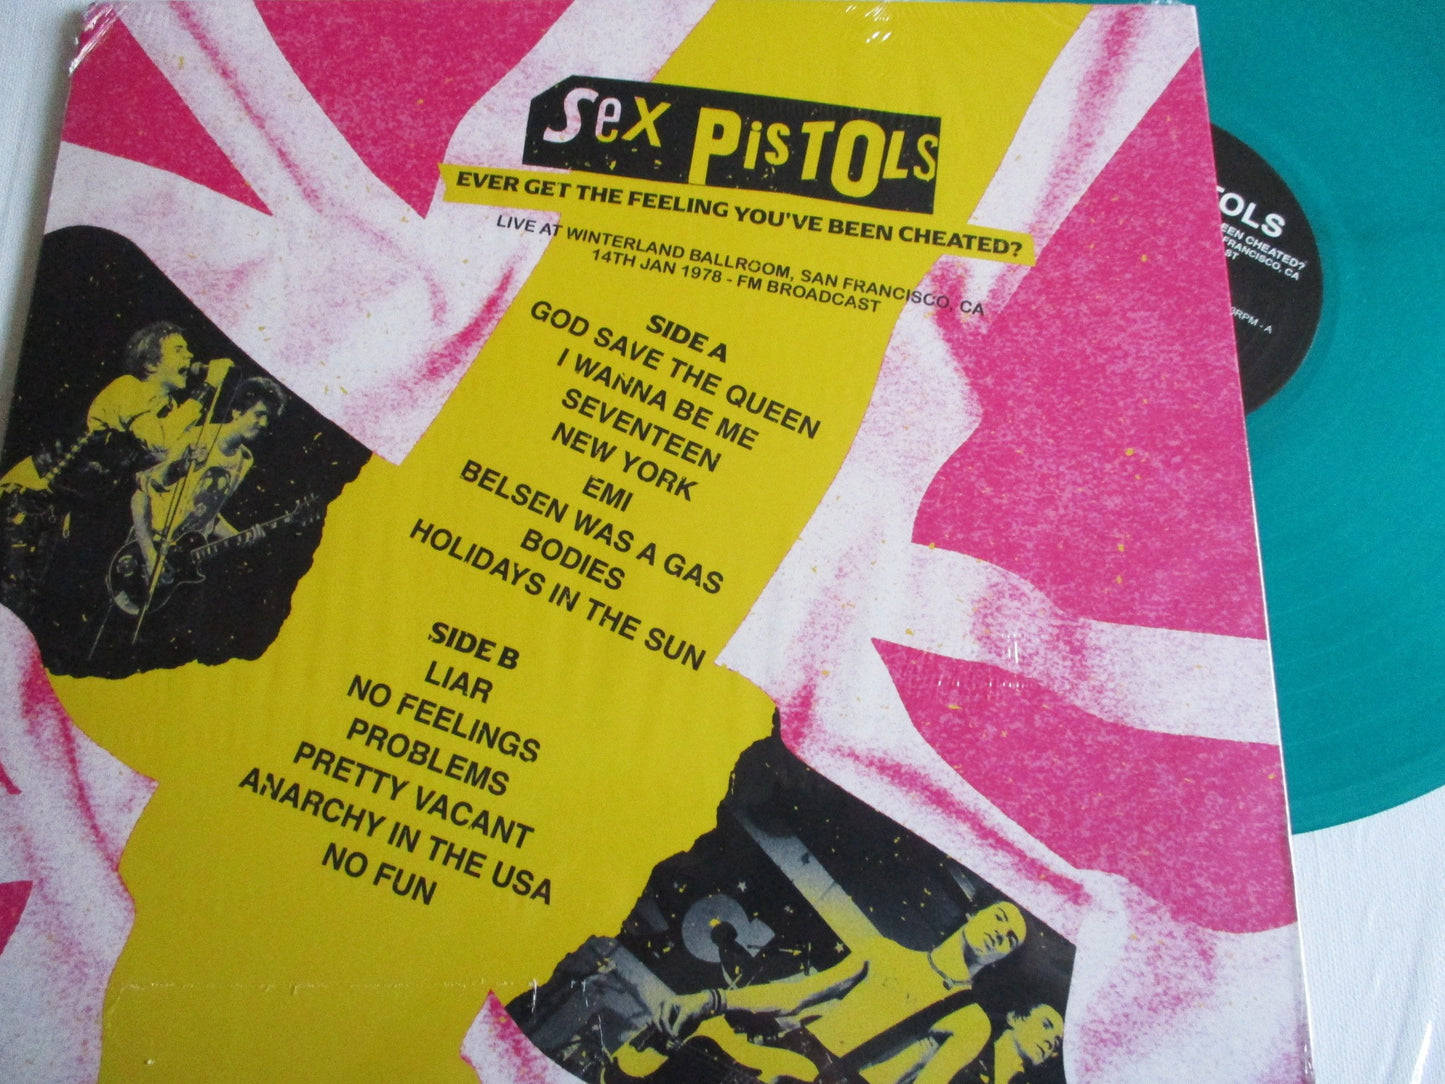 SeX PiSTOLS
EVER GET THE FEELING YOU'VE BEEN CHEATED?
LIVE AT WINTERLAND BALLROOM, SAN FRANCISCO, CA
14TH JAN 1978 - FM BROADCAST
SIDE A
GOD SAVE THE QUEEN
I WANNA BE ME
SEVENTEEN
NEW YORK
EMI
BELSEN WAS A GAS
BODIES
HOLIDAYS IN THE SUN
SIDE B
LIAR
NO FEELINGS
PROBLEMS
PRETTY VACANT
ANARCHY IN THE USA
NO FUN
TOLS
EEN CHEATED?
FRANCISCO, CA
ST
RPM - A